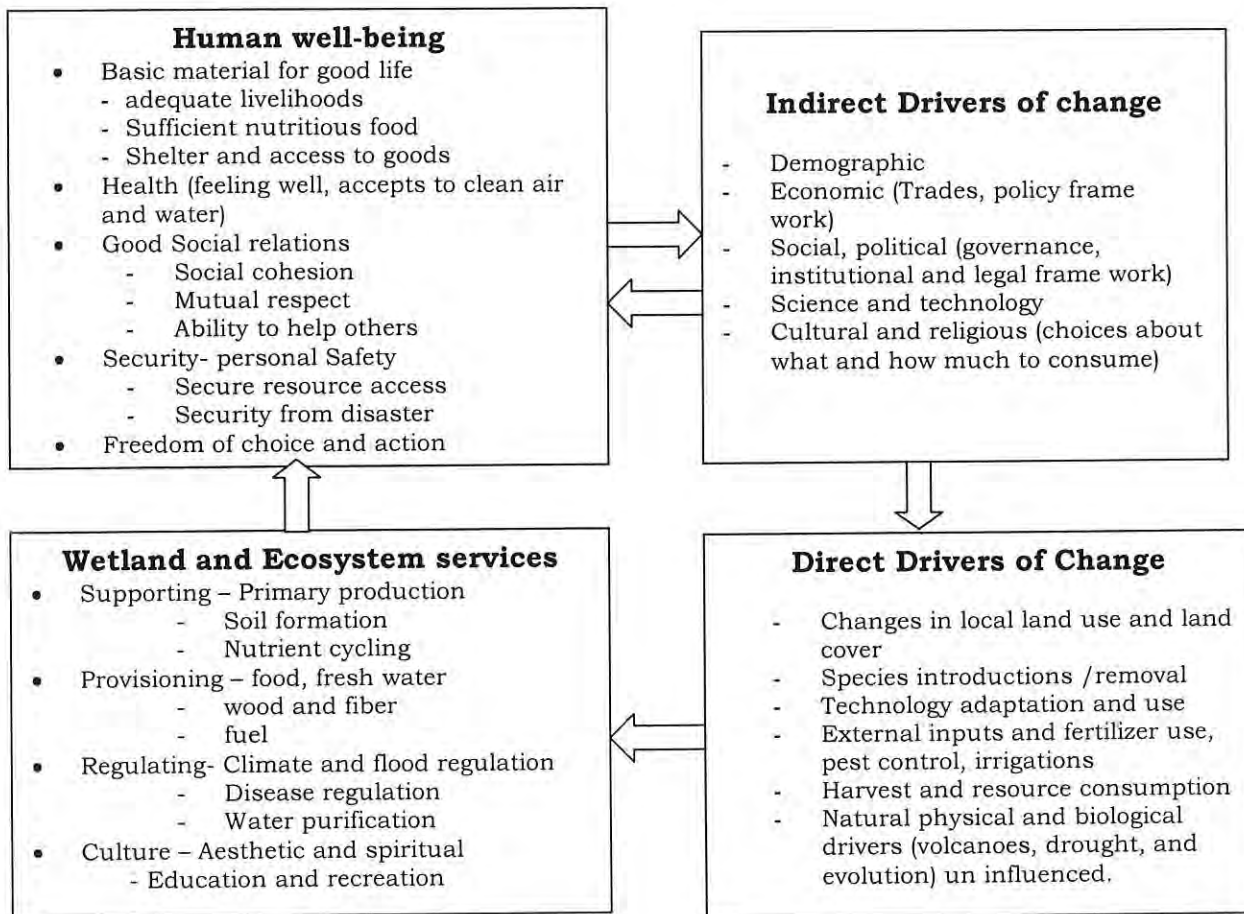 Human well-being
• Basic material for good life
- adequate livelihoods
- Sufficient nutritious food
- Shelter and access to goods
• Health (feeling well, accepts to clean air
and water)
• Good Social relations
- Social cohesion
- Mutual respect
- Ability to help others
• Security- personal Safety
- Secure resource access
- Security from disaster
• Freedom of choice and action
Indirect Drivers of change
- Demographic
- Economic (Trades, policy frame
work)
- Social, political (governance,
institutional and legal frame work)
- Science and technology
- Cultural and religious (choices about
what and how much to consume)
Wetland and Ecosystem services
• Supporting – Primary production
- Soil formation
- Nutrient cycling
• Provisioning – food, fresh water
- wood and fiber
- fuel
• Regulating- Climate and flood regulation
- Disease regulation
- Water purification
• Culture – Aesthetic and spiritual
- Education and recreation
Direct Drivers of Change
- Changes in local land use and land
cover
- Species introductions /removal
- Technology adaptation and use
- External inputs and fertilizer use,
pest control, irrigations
- Harvest and resource consumption
- Natural physical and biological
drivers (volcanoes, drought, and
evolution) un influenced.